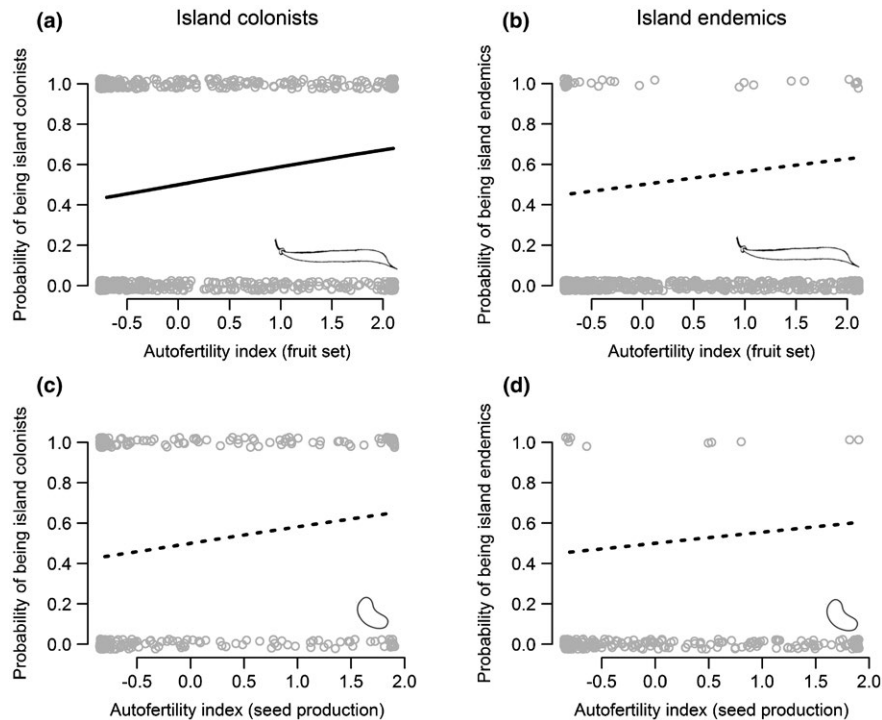 Island colonists
Island endemics
(a)
Probability of being island colonists
1.0
0.8
0.6
0.4
0.2
0.0
-0.5 0.0 0.5 1.0 1.5 2.0
Autofertility index (fruit set)
(b)
Probability of being island endemics
1.0
0.8
0.6
0.4
0.2
0.0
-0.5 0.0 0.5 1.0 1.5 2.0
Autofertility index (fruit set)
(c)
Probability of being island colonists
1.0
0.8
0.6
0.4
0.2
0.0
-0.5 0.0 0.5 1.0 1.5 2.0
Autofertility index (seed production)
(d)
Probability of being island endemics
1.0
0.8
0.6
0.4
0.2
0.0
-0.5 0.0 0.5 1.0 1.5 2.0
Autofertility index (seed production)